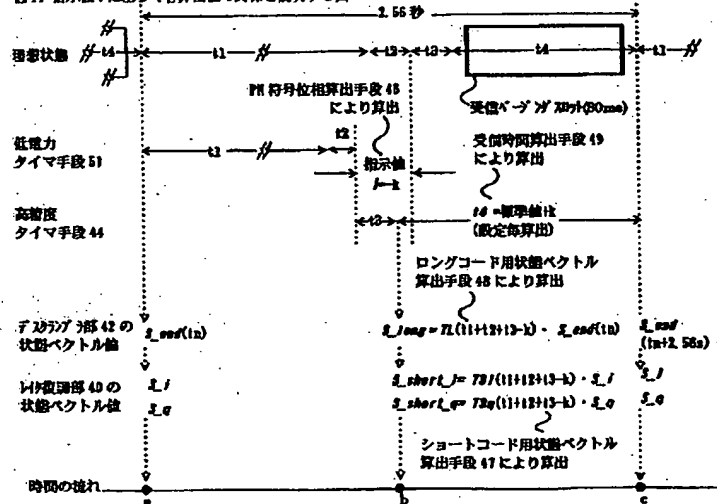 2.56 秒
理想状態
t4
t1
t2
t3
t4
t1
PN 符号位相算出手段 45
により算出
受信ページングスロット(80ms)
低電力
タイマ手段 51
t1
t2
指示値
受信時間算出手段 49
により算出
高精度
タイマ手段 44
t3
t4 =標準値+k
(設定毎算出)
ロングコード用状態ベクトル
算出手段 48 により算出
デスクランブラ部 42 の
状態ベクトル値
S_end(tn)
S_long = TL(t1+t2+t3-k) · S_end(tn)
S_end
(tn+2.56s)
レイク復調部 40 の
状態ベクトル値
S_i
S_q
S_short_i= TSi(t1+t2+t3-k) · S_i
S_short_q= TSq(t1+t2+t3-k) · S_q
S_i
S_q
ショートコード用状態ベクトル
算出手段 47 により算出
時間の流れ
a
b
c